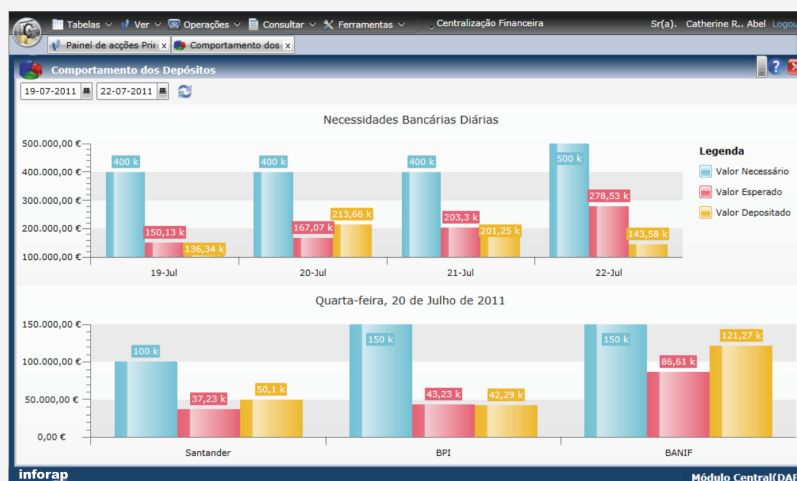 Tabelas Ver Operações Consultar Ferramentas Centralização Financeira Sr(a). Catherine R.. Abel Logou
Painel de acções Prin x Comportamento dos x
Comportamento dos Depósitos
19-07-2011 22-07-2011
Necessidades Bancárias Diárias
500.000,00 €
400.000,00 €
300.000,00 €
200.000,00 €
100.000,00 €
400 k 150,13 k 136,34 k
400 k 167,07 k 213,66 k
400 k 203,3 k 201,25 k
500 k 278,53 k 143,58 k
19-Jul 20-Jul 21-Jul 22-Jul
Legenda
Valor Necessário
Valor Esperado
Valor Depositado
Quarta-feira, 20 de Julho de 2011
150.000,00 €
100.000,00 €
50.000,00 €
0,00 €
100 k 37,23 k 50,1 k
150 k 43,23 k 42,29 k
150 k 86,61 k 121,27 k
Santander BPI BANIF
inforap Módulo Central(DAF